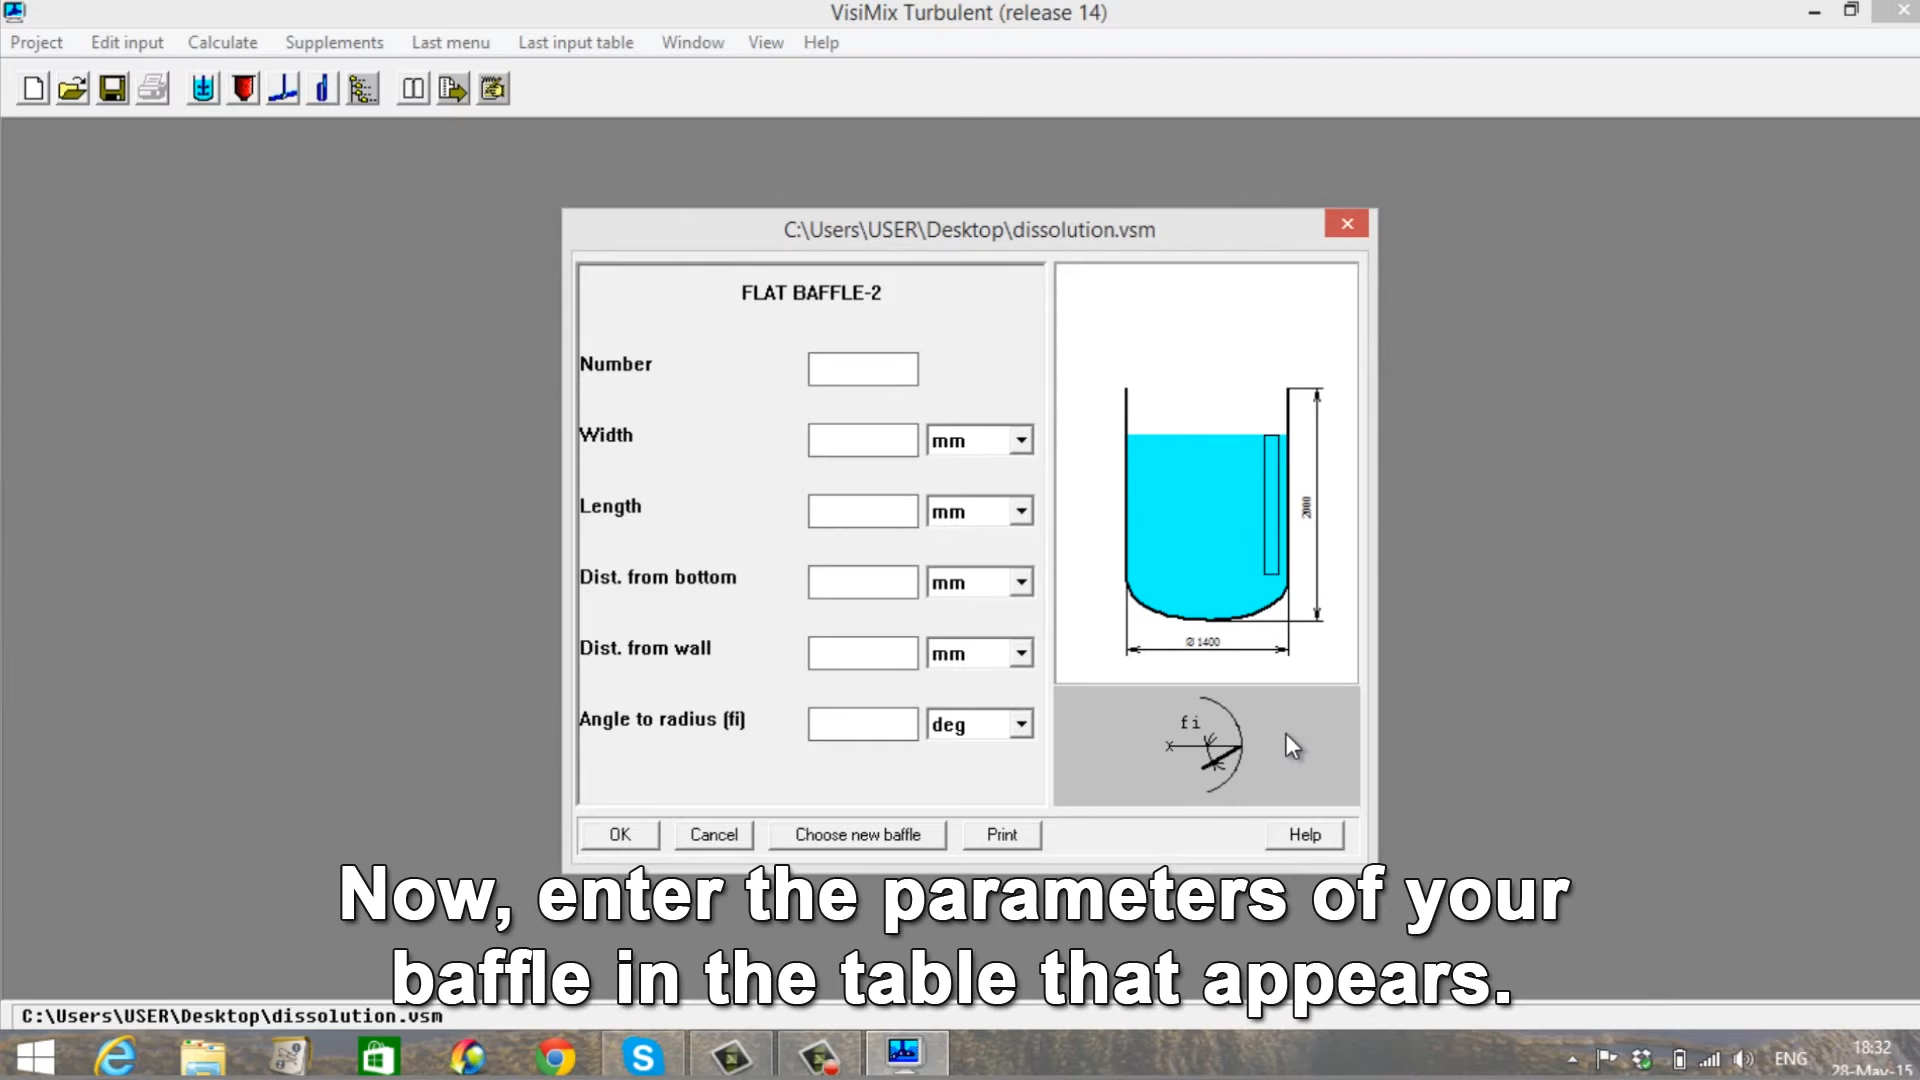 VisiMix Turbulent (release 14)
Project Edit input Calculate Supplements Last menu Last input table Window View Help
C:\Users\USER\Desktop\dissolution.vsm
FLAT BAFFLE-2
Number
Width mm
Length mm
Dist. from bottom mm
Dist. from wall mm
Angle to radius (fi) deg
2000
Ø 1400
fi
x
OK Cancel Choose new baffle Print Help
Now, enter the parameters of your
baffle in the table that appears.
C:\Users\USER\Desktop\dissolution.vsm
ENG
18:32
28-May-15